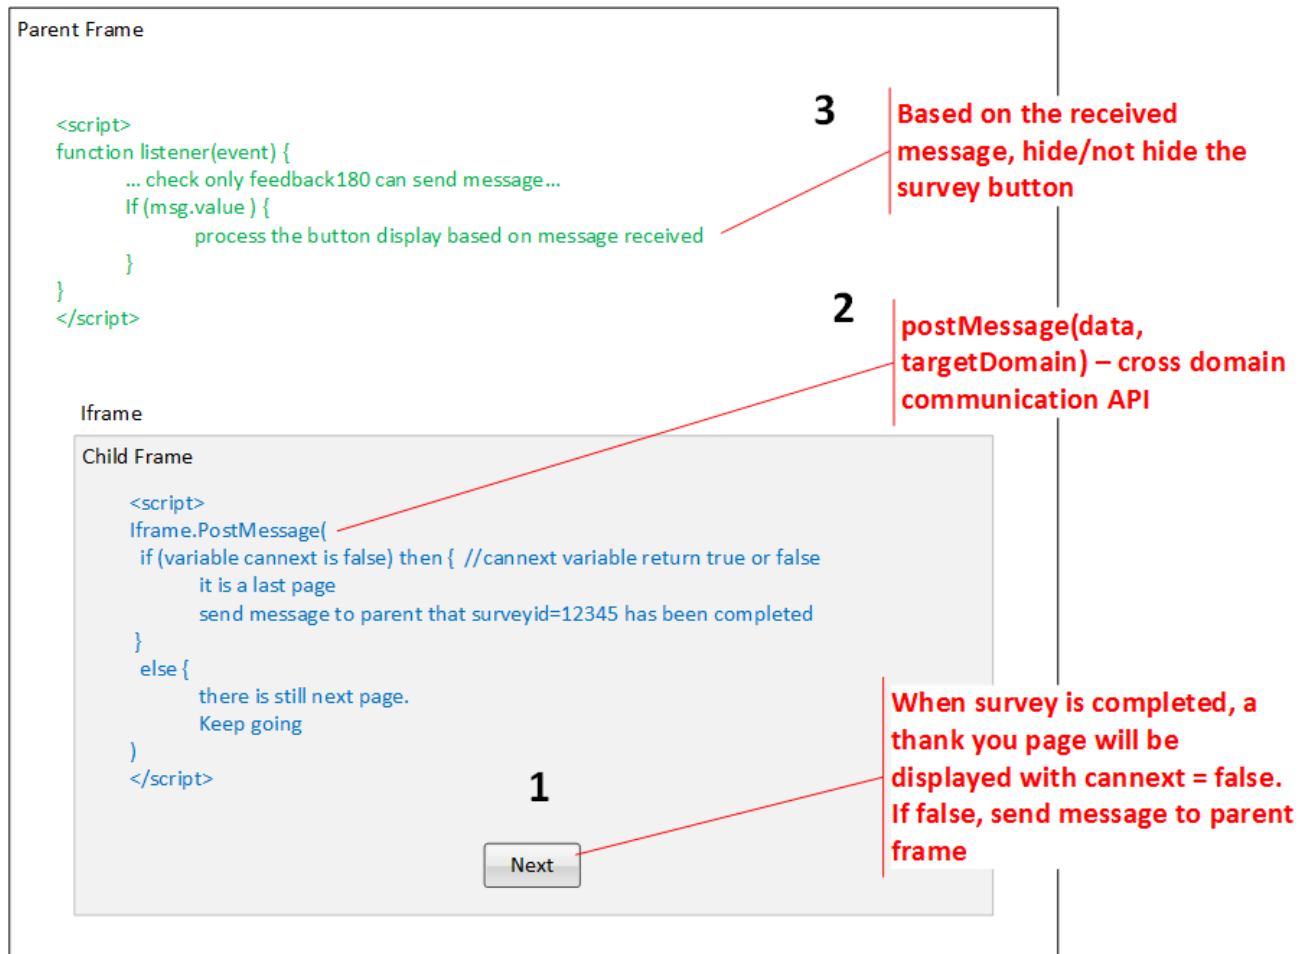 Parent Frame
3
Based on the received
message, hide/not hide the
survey button
<script>
function listener(event) {
... check only feedback180 can send message...
If (msg.value ) {
process the button display based on message received
}
}
</script>
2
postMessage(data,
targetDomain) – cross domain
communication API
Iframe
Child Frame
<script>
Iframe.PostMessage(
if (variable cannext is false) then { //cannext variable return true or false
it is a last page
send message to parent that surveyid=12345 has been completed
}
else {
there is still next page.
Keep going
)
</script>
1
Next
When survey is completed, a
thank you page will be
displayed with cannext = false.
If false, send message to parent
frame